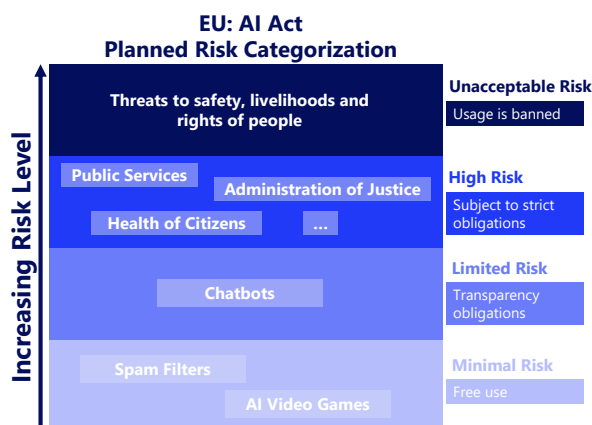 EU: AI Act
Planned Risk Categorization
Increasing Risk Level
Threats to safety, livelihoods and
rights of people
Unacceptable Risk
Usage is banned
Public Services
Administration of Justice
Health of Citizens
...
High Risk
Subject to strict
obligations
Chatbots
Limited Risk
Transparency
obligations
Spam Filters
AI Video Games
Minimal Risk
Free use